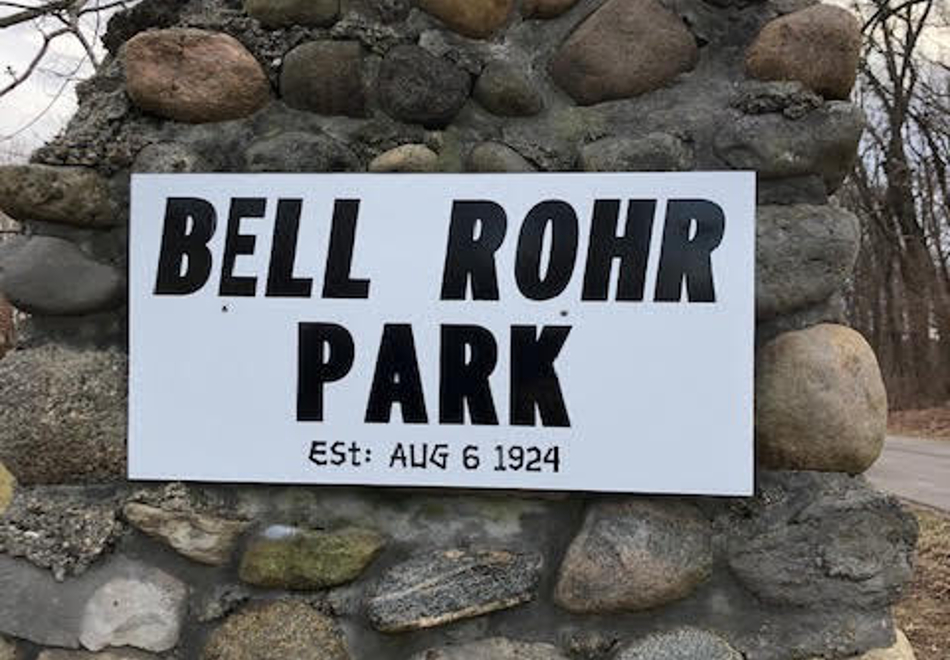 BELL ROHR
PARK
ESt: AUG 6 1924